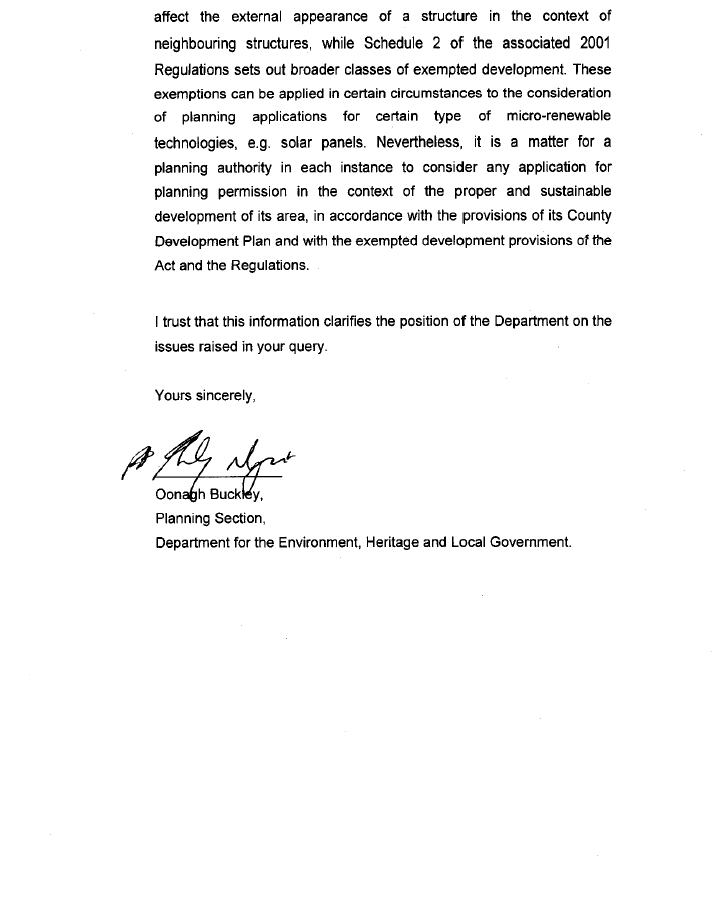 affect the external appearance of a structure in the context of
neighbouring structures, while Schedule 2 of the associated 2001
Regulations sets out broader classes of exempted development. These
exemptions can be applied in certain circumstances to the consideration
of planning applications for certain type of micro-renewable
technologies, e.g. solar panels. Nevertheless, it is a matter for a
planning authority in each instance to consider any application for
planning permission in the context of the proper and sustainable
development of its area, in accordance with the provisions of its County
Development Plan and with the exempted development provisions of the
Act and the Regulations.
I trust that this information clarifies the position of the Department on the
issues raised in your query.
Yours sincerely,
Oonagh Buckley,
Planning Section,
Department for the Environment, Heritage and Local Government.